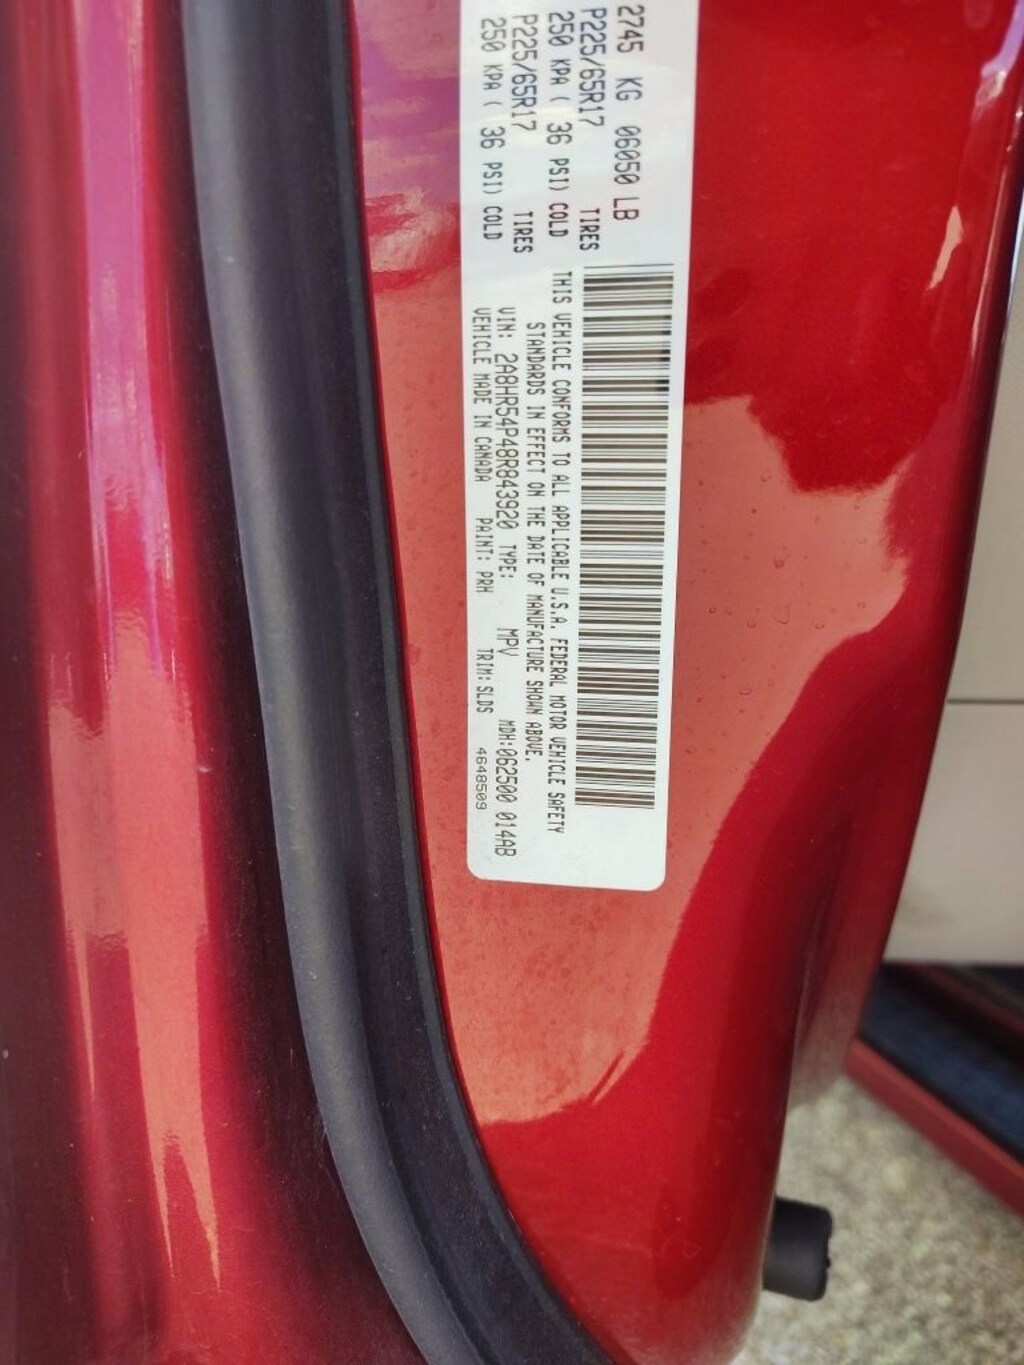 2745 KG 06050 LB
P225/65R17 TIRES
250 KPA ( 36 PSI) COLD
P225/65R17 TIRES
250 KPA ( 36 PSI) COLD
THIS VEHICLE CONFORMS TO ALL APPLICABLE U.S.A. FEDERAL MOTOR VEHICLE SAFETY
STANDARDS IN EFFECT ON THE DATE OF MANUFACTURE SHOWN ABOVE.
VIN: 2A8HR54P48R843920 TYPE: MPV MDH:062500 014AB
VEHICLE MADE IN CANADA PAINT: PRH TRIM: SLDS 4648509